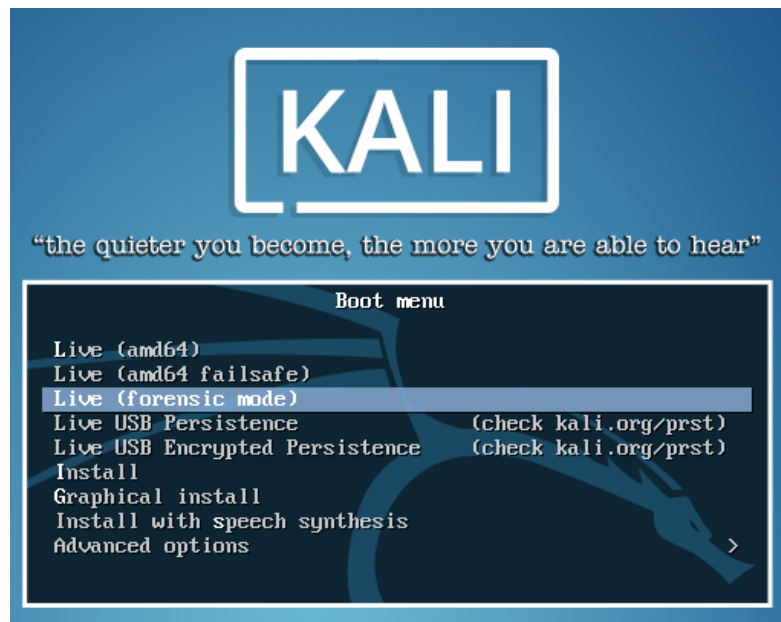 KALI
“the quieter you become, the more you are able to hear”
Boot menu
Live (amd64)
Live (amd64 failsafe)
Live (forensic mode)
Live USB Persistence (check kali.org/prst)
Live USB Encrypted Persistence (check kali.org/prst)
Install
Graphical install
Install with speech synthesis
Advanced options >